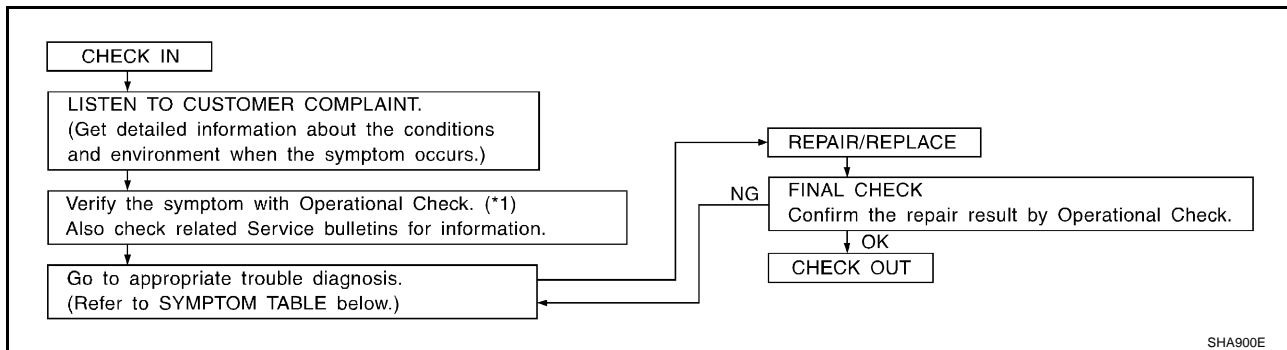 CHECK IN
LISTEN TO CUSTOMER COMPLAINT.
(Get detailed information about the conditions
and environment when the symptom occurs.)
Verify the symptom with Operational Check. (*1)
Also check related Service bulletins for information.
Go to appropriate trouble diagnosis.
(Refer to SYMPTOM TABLE below.)
REPAIR/REPLACE
NG
FINAL CHECK
Confirm the repair result by Operational Check.
OK
CHECK OUT
SHA900E